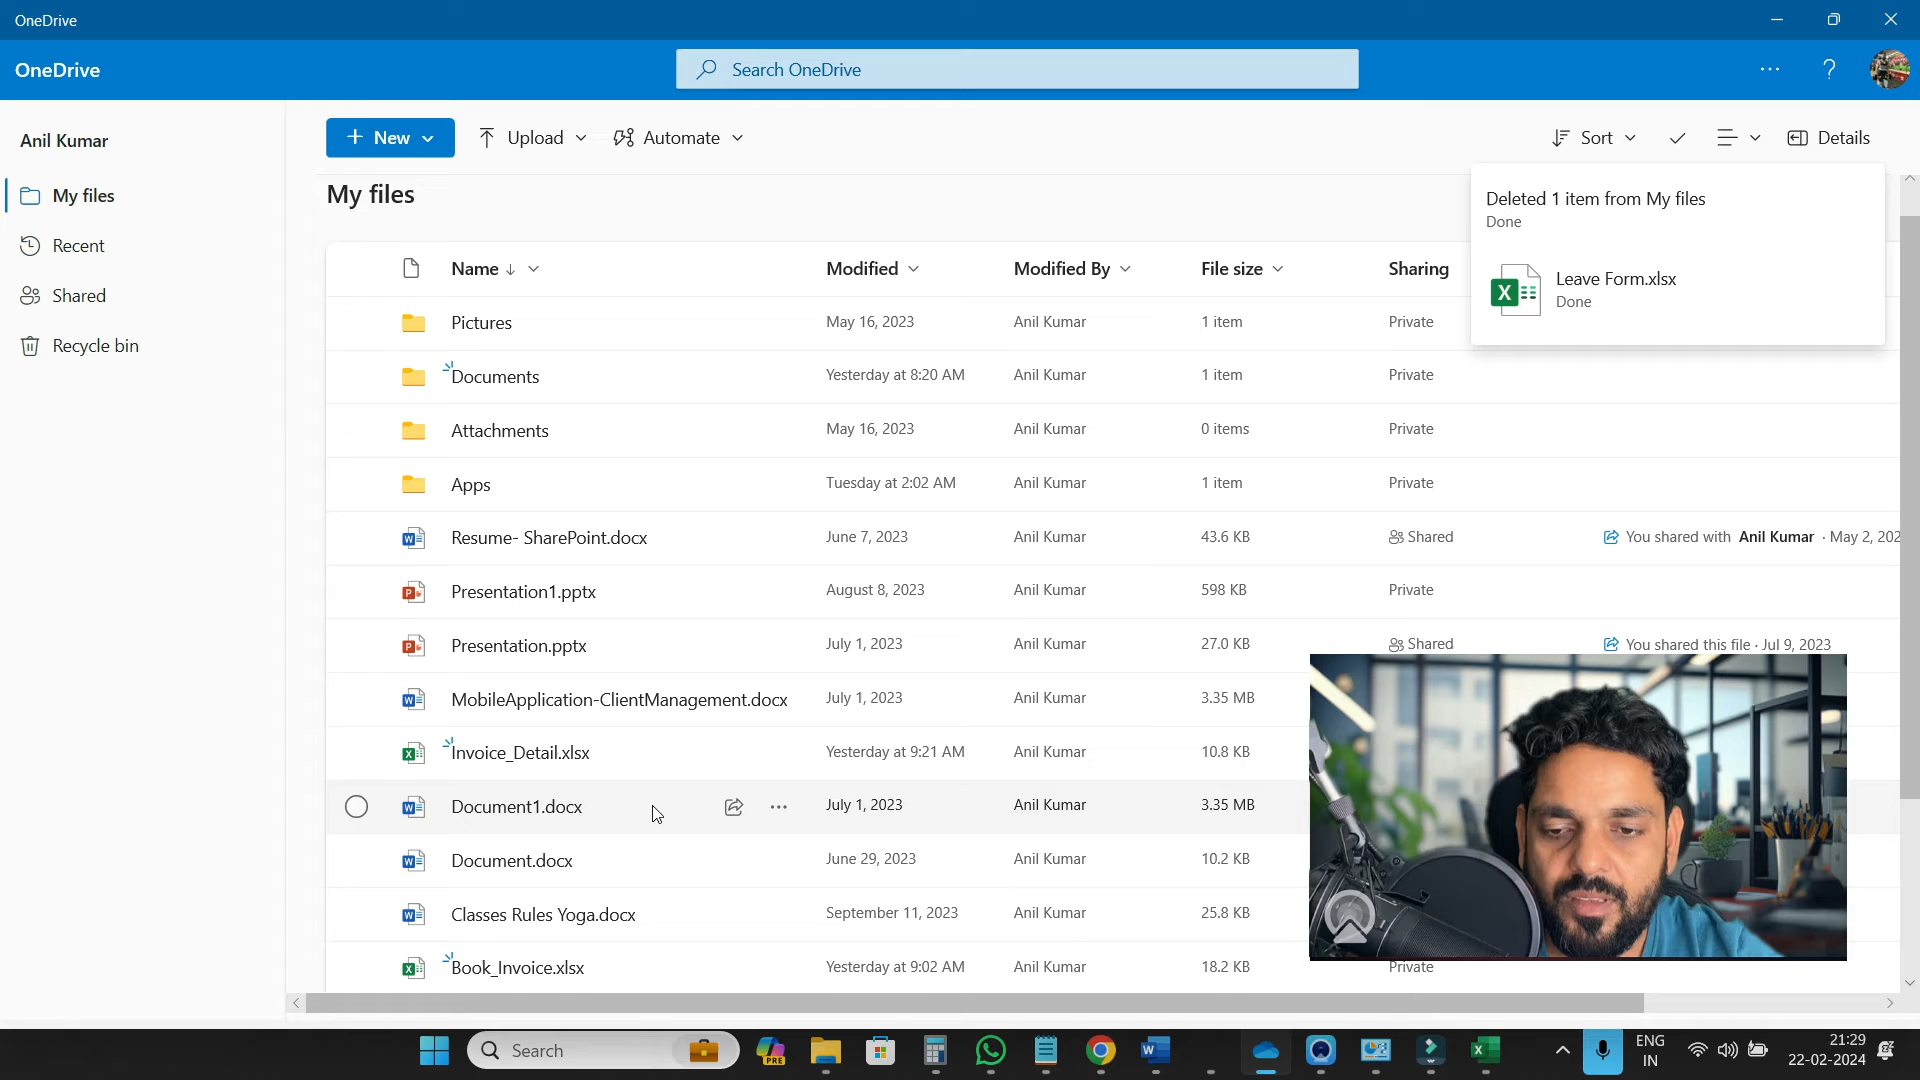 OneDrive
OneDrive
Search OneDrive
Anil Kumar
My files
Recent
Shared
Recycle bin
New
Upload
Automate
Sort
Details
My files
Deleted 1 item from My files
Done
Leave Form.xlsx
Done
Name Modified Modified By File size Sharing
Pictures May 16, 2023 Anil Kumar 1 item Private
Documents Yesterday at 8:20 AM Anil Kumar 1 item Private
Attachments May 16, 2023 Anil Kumar 0 items Private
Apps Tuesday at 2:02 AM Anil Kumar 1 item Private
Resume- SharePoint.docx June 7, 2023 Anil Kumar 43.6 KB Shared You shared with Anil Kumar · May 2, 202
Presentation1.pptx August 8, 2023 Anil Kumar 598 KB Private
Presentation.pptx July 1, 2023 Anil Kumar 27.0 KB Shared You shared this file · Jul 9, 2023
MobileApplication-ClientManagement.docx July 1, 2023 Anil Kumar 3.35 MB
Invoice_Detail.xlsx Yesterday at 9:21 AM Anil Kumar 10.8 KB
Document1.docx July 1, 2023 Anil Kumar 3.35 MB
Document.docx June 29, 2023 Anil Kumar 10.2 KB
Classes Rules Yoga.docx September 11, 2023 Anil Kumar 25.8 KB
Book_Invoice.xlsx Yesterday at 9:02 AM Anil Kumar 18.2 KB Private
Search
PRE
ENG
IN
21:29
22-02-2024